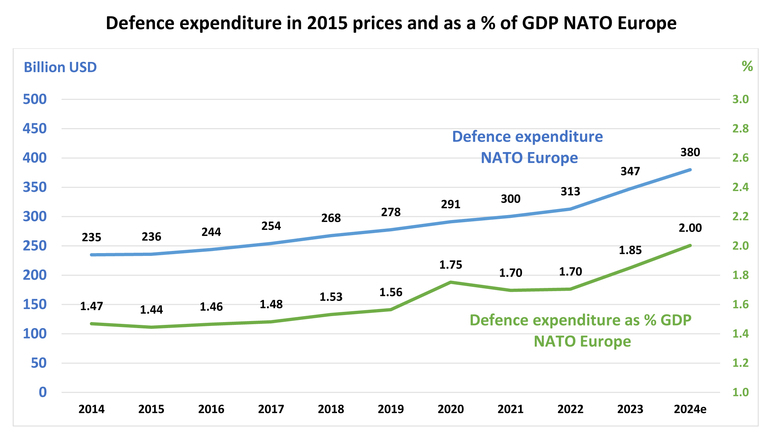 Defence expenditure in 2015 prices and as a % of GDP NATO Europe
Billion USD %
500 3.0
450 2.8
400 2.6
350 2.4
300 2.2
250 2.0
200 1.8
150 1.6
100 1.4
50 1.2
0 1.0
Defence expenditure
NATO Europe
235 236 244 254 268 278 291 300 313 347 380
1.47 1.44 1.46 1.48 1.53 1.56 1.75 1.70 1.70 1.85 2.00
Defence expenditure as % GDP
NATO Europe
2014 2015 2016 2017 2018 2019 2020 2021 2022 2023 2024e